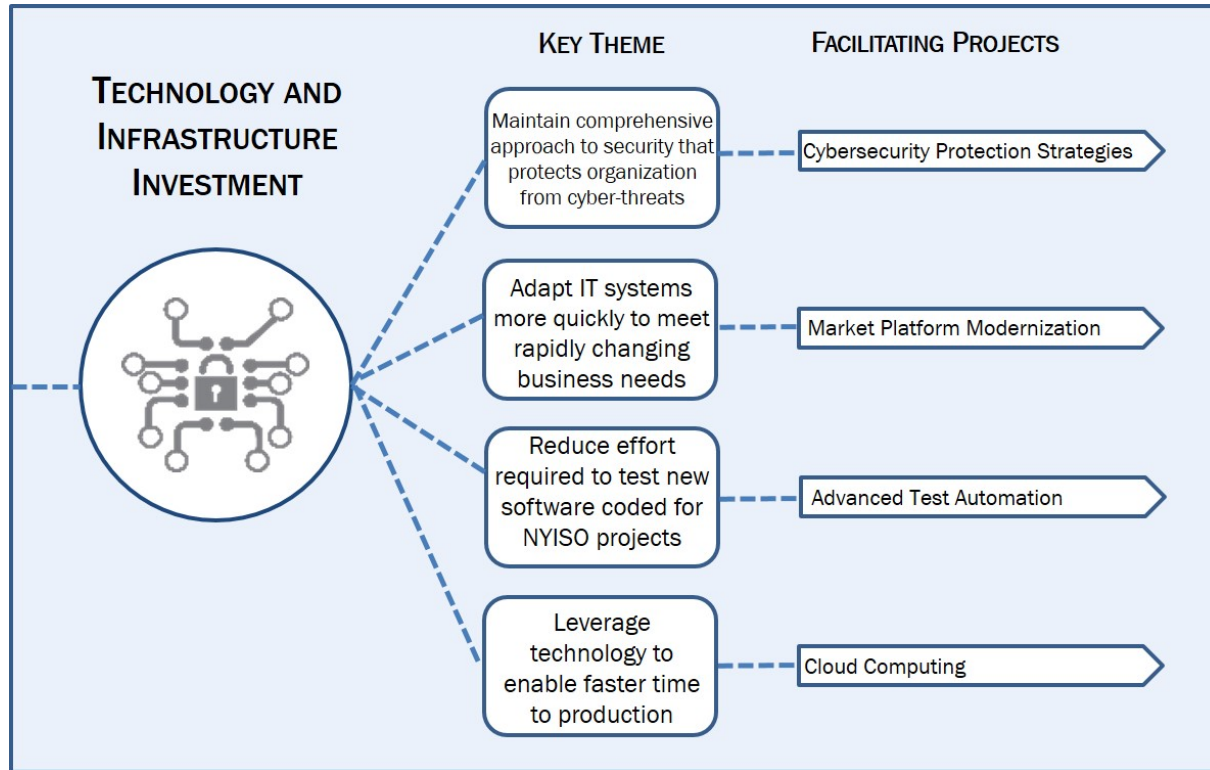 KEY THEME
FACILITATING PROJECTS
TECHNOLOGY AND
INFRASTRUCTURE
INVESTMENT
Maintain comprehensive
approach to security that
protects organization
from cyber-threats
Cybersecurity Protection Strategies
Adapt IT systems
more quickly to meet
rapidly changing
business needs
Market Platform Modernization
Reduce effort
required to test new
software coded for
NYISO projects
Advanced Test Automation
Leverage
technology to
enable faster time
to production
Cloud Computing